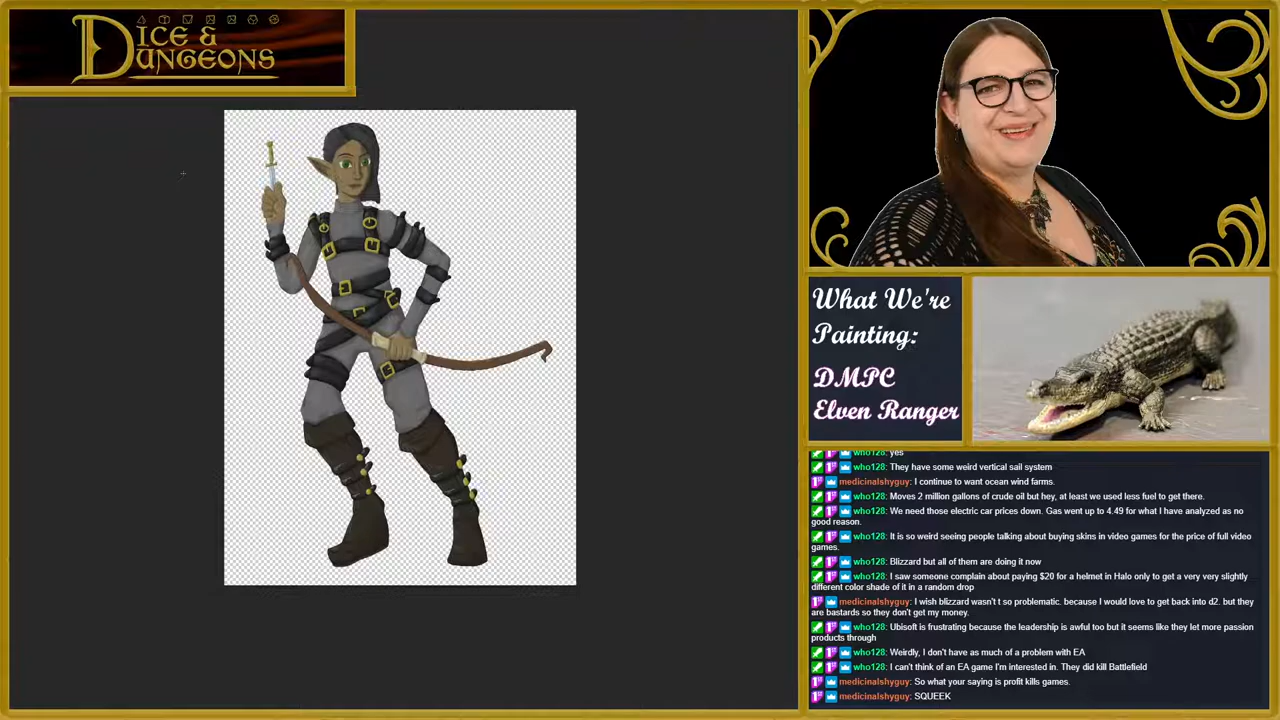 Dice &
Dungeons
What We're
Painting:
DMPC
Elven Ranger
who128: yes
who128: They have some weird vertical sail system
medicinalshyguy: I continue to want ocean wind farms.
who128: Moves 2 million gallons of crude oil but hey, at least we used less fuel to get there.
who128: We need those electric car prices down. Gas went up to 4.49 for what I have analyzed as no
good reason.
who128: It is so weird seeing people talking about buying skins in video games for the price of full video
games.
who128: Blizzard but all of them are doing it now
who128: I saw someone complain about paying $20 for a helmet in Halo only to get a very very slightly
different color shade of it in a random drop
medicinalshyguy: I wish blizzard wasn't t so problematic. because I would love to get back into d2. but they
are bastards so they don't get my money.
who128: Ubisoft is frustrating because the leadership is awful too but it seems like they let more passion
products through
who128: Weirdly, I don't have as much of a problem with EA
who128: I can't think of an EA game I'm interested in. They did kill Battlefield
medicinalshyguy: So what your saying is profit kills games.
medicinalshyguy: SQUEEK